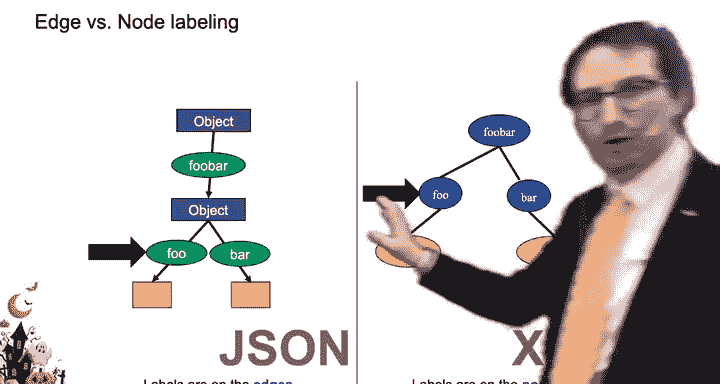 Edge vs. Node labeling
Object
foobar
Object
foo
bar
JSON
Labels are on the edges
foobar
foo
bar
X
Labels are on the